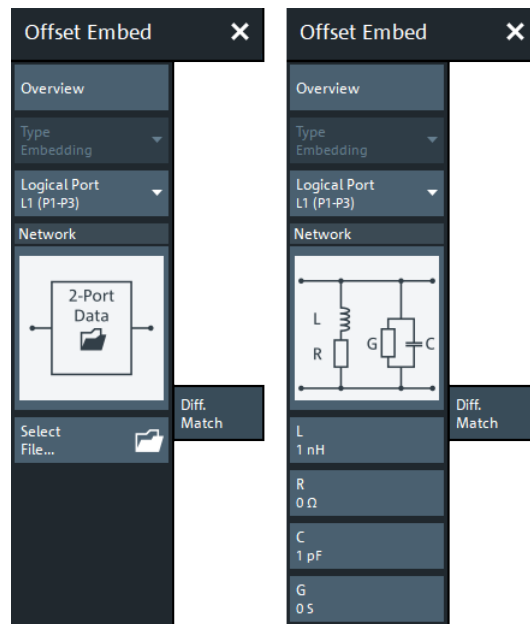 Offset Embed
Overview
Type
Embedding
Logical Port
L1 (P1-P3)
Network
2-Port
Data
Select
File...
Diff.
Match
Offset Embed
Overview
Type
Embedding
Logical Port
L1 (P1-P3)
Network
L
R
G
C
L
1 nH
R
0 Ω
C
1 pF
G
0 S
Diff.
Match